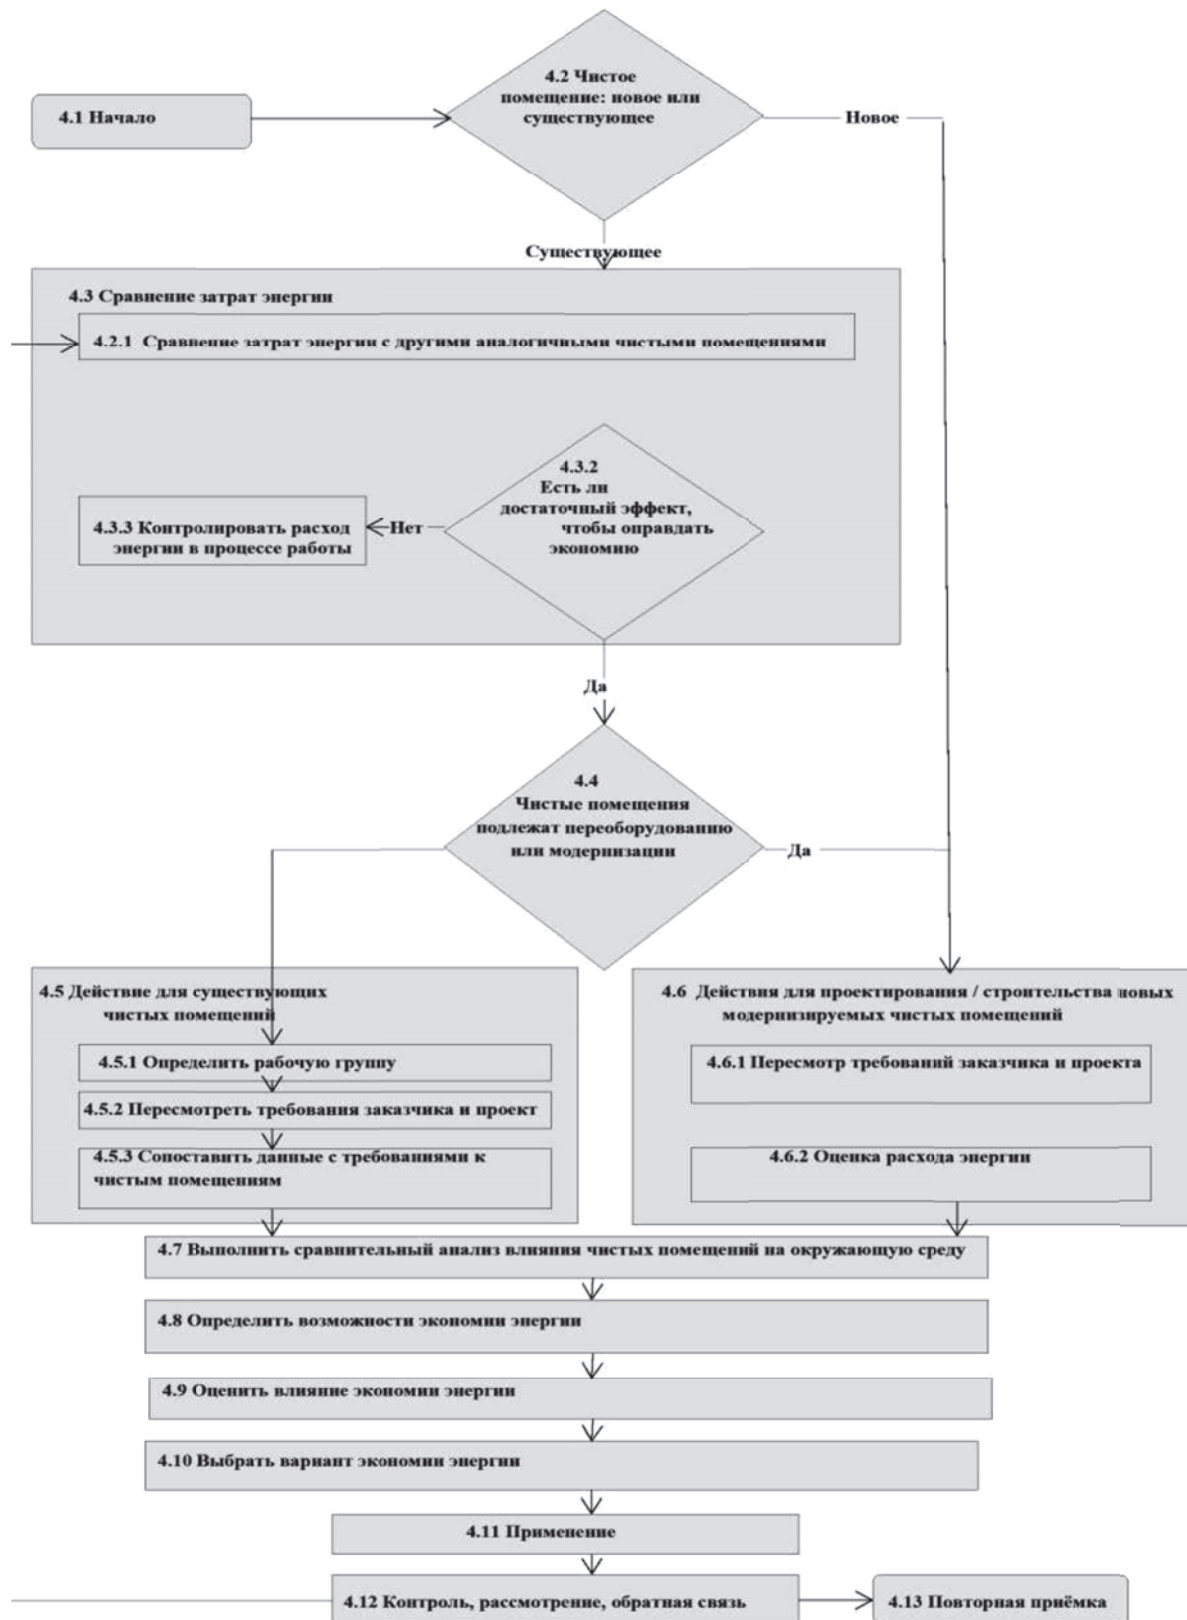 4.2 Чистое
помещение: новое или
существующее
4.1 Начало
Новое
Существующее
4.3 Сравнение затрат энергии
4.2.1 Сравнение затрат энергии с другими аналогичными чистыми помещениями
4.3.2
Есть ли
достаточный эффект,
чтобы оправдать
экономию
Нет
4.3.3 Контролировать расход
энергии в процессе работы
Да
4.4
Чистые помещения
подлежат переоборудованию
или модернизации
Да
4.5 Действие для существующих
чистых помещений
4.5.1 Определить рабочую группу
4.5.2 Пересмотреть требования заказчика и проект
4.5.3 Сопоставить данные с требованиями к
чистым помещениям
4.6 Действия для проектирования / строительства новых
модернизируемых чистых помещений
4.6.1 Пересмотр требований заказчика и проекта
4.6.2 Оценка расхода энергии
4.7 Выполнить сравнительный анализ влияния чистых помещений на окружающую среду
4.8 Определить возможности экономии энергии
4.9 Оценить влияние экономии энергии
4.10 Выбрать вариант экономии энергии
4.11 Применение
4.12 Контроль, рассмотрение, обратная связь
4.13 Повторная приёмка